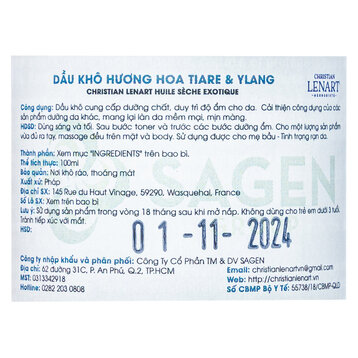 CHRISTIAN
LENART
DẦU KHÔ HƯƠNG HOA TIARE & YLANG
CHRISTIAN LENART HUILE SÈCHE EXOTIQUE
Công dụng: Dầu khô cung cấp dưỡng chất, duy trì độ ẩm cho da. Cải thiện công dụng của các
sản phẩm dưỡng da khác, mang lại làn da mềm mại, mịn màng.
HDSD: Dùng sáng và tối. Sau bước toner và trước các bước dưỡng ẩm. Cho một lượng sản phẩm
vừa đủ ra tay, massage đều trên mặt và body. Sử dụng được cho mẹ bầu - Tình trạng da mụn.
Thành phần: Xem mục "INGREDIENTS" trên bao bì.
Thể tích: 100ml
Bảo quản: Nơi khô ráo, thoáng mát
Xuất xứ: Pháp
Địa chỉ SX: 145 Rue du Haut Vinage, 59290, Wasquehal, France
Ngày SX: Xem trên bao bì
Lưu ý: Sử dụng sản phẩm trong vòng 18 tháng sau khi mở nắp. Không dùng cho trẻ em dưới 3 tuổi.
Tránh tiếp xúc với mắt.
HSD:
01-11-2024
SAGEN
Công ty nhập khẩu và phân phối: Công Ty Cổ Phần TM & DV SAGEN
Địa chỉ: 62 đường 31C, P. An Phú, Q.2, TP.HCM
MST: 0313342918
Hotline: 0282 203 0808
Email: christianlenartvn@gmail.com
Website: christianlenart.vn
Số CBMP Bộ Y Tế: 65738/18/CBMP-QLD